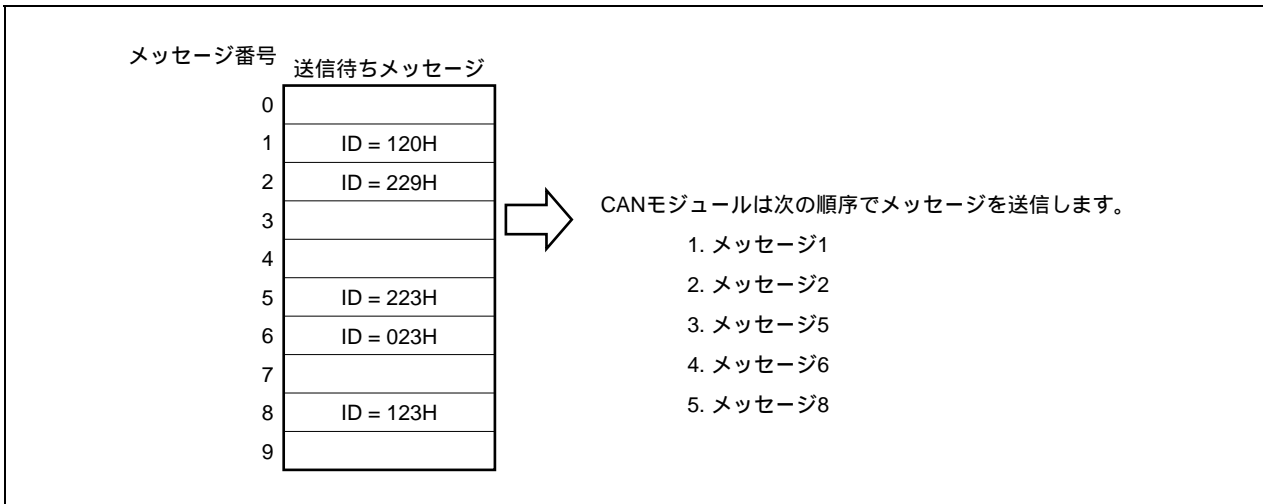 メッセージ番号
送信待ちメッセージ
0
1 ID = 120H
2 ID = 229H
3
4
5 ID = 223H
6 ID = 023H
7
8 ID = 123H
9
CANモジュールは次の順序でメッセージを送信します。
1. メッセージ1
2. メッセージ2
3. メッセージ5
4. メッセージ6
5. メッセージ8